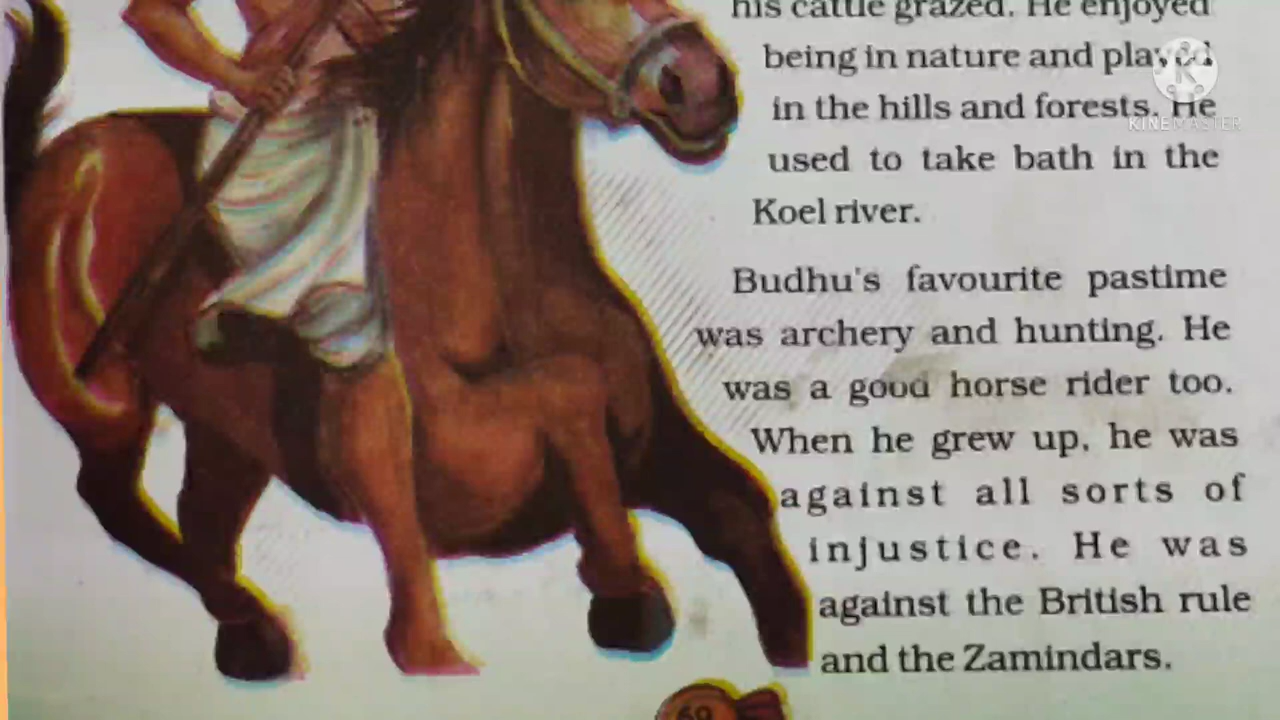 his cattle grazed. He enjoyed
being in nature and played
in the hills and forests. He
used to take bath in the
Koel river.
Budhu's favourite pastime
was archery and hunting. He
was a good horse rider too.
When he grew up, he was
against all sorts of
injustice. He was
against the British rule
and the Zamindars.
69
KINEMASTER